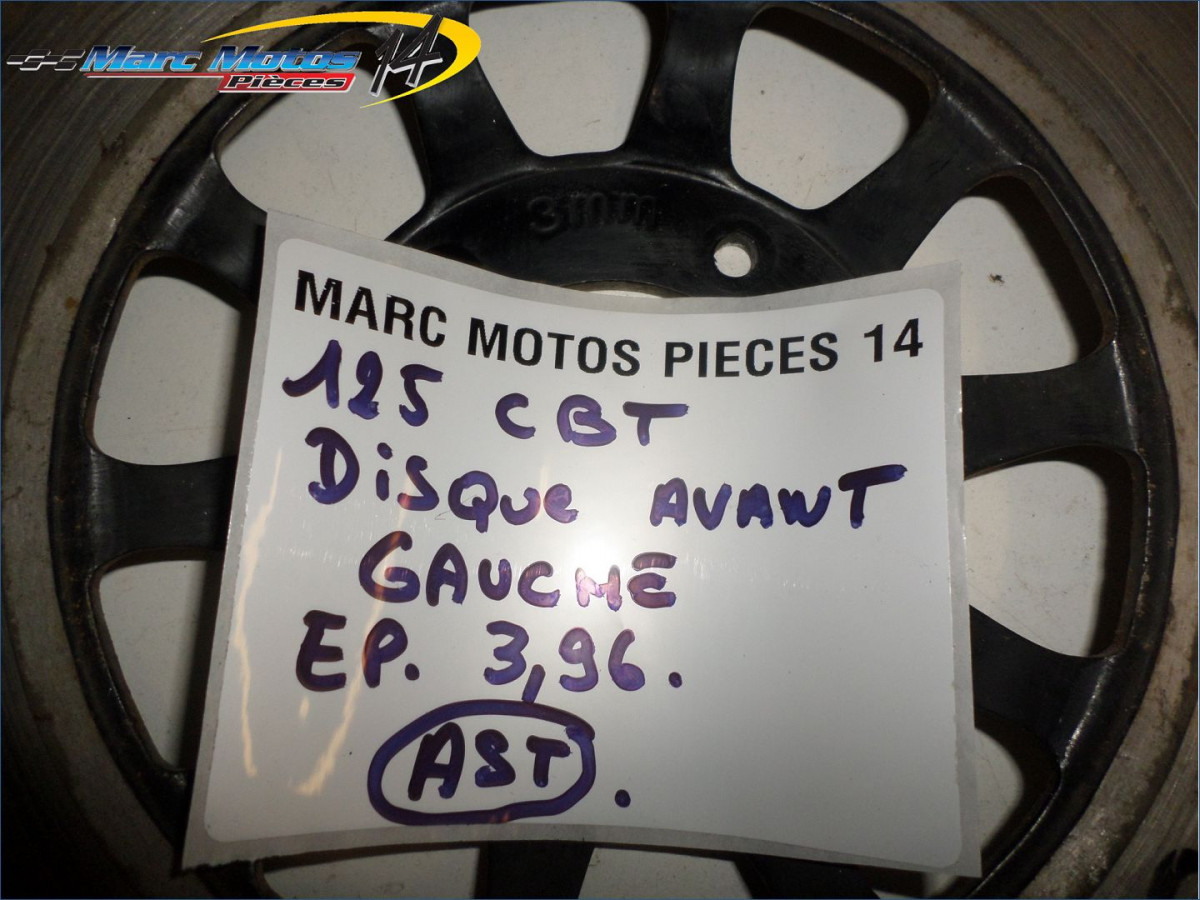 Marc Motos 14
Pièces
3mm
MARC MOTOS PIECES 14
125 CBT
DiSQue AVANT
GAUCHE
EP. 3,96.
AST.